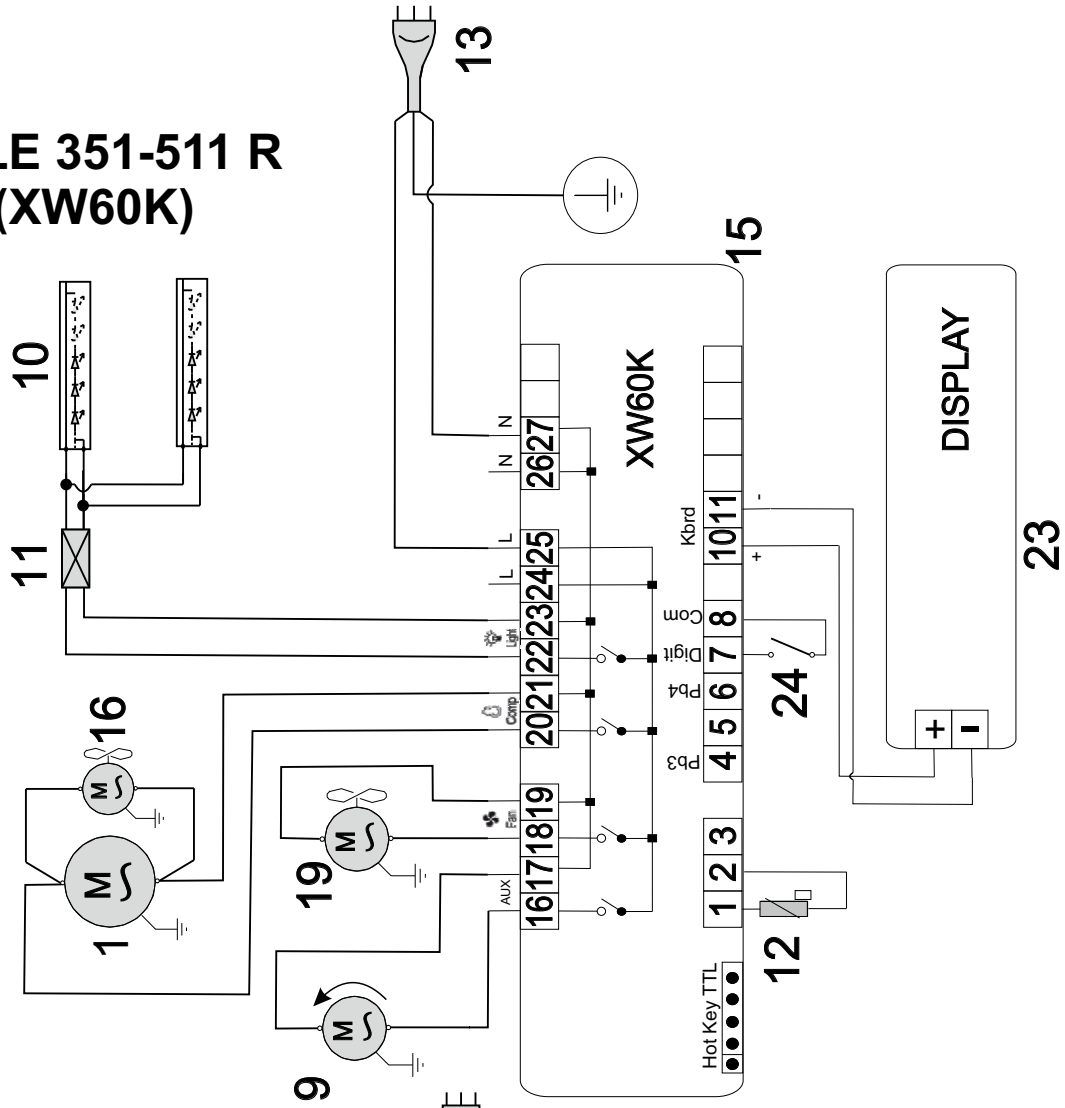 LE 351-511 R
(XW60K)
13
10
11
16
1
19
9
15
N N
L L
Light
Comp
Fan
AUX
16 17 18 19 20 21 22 23 24 25 26 27
XW60K
Kbrd
+ -
Com
Digit
Pb4
Pb3
1 2 3 4 5 6 7 8 10 11
Hot Key TTL
12
24
DISPLAY
+ -
23
M
M
M
M